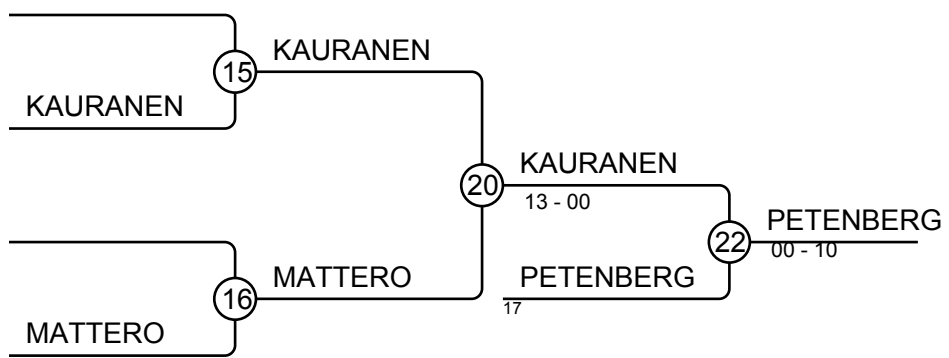 KAURANEN
15
KAURANEN
KAURANEN
20
13 - 00
PETENBERG
22
00 - 10
MATTERO
PETENBERG
16
17
MATTERO